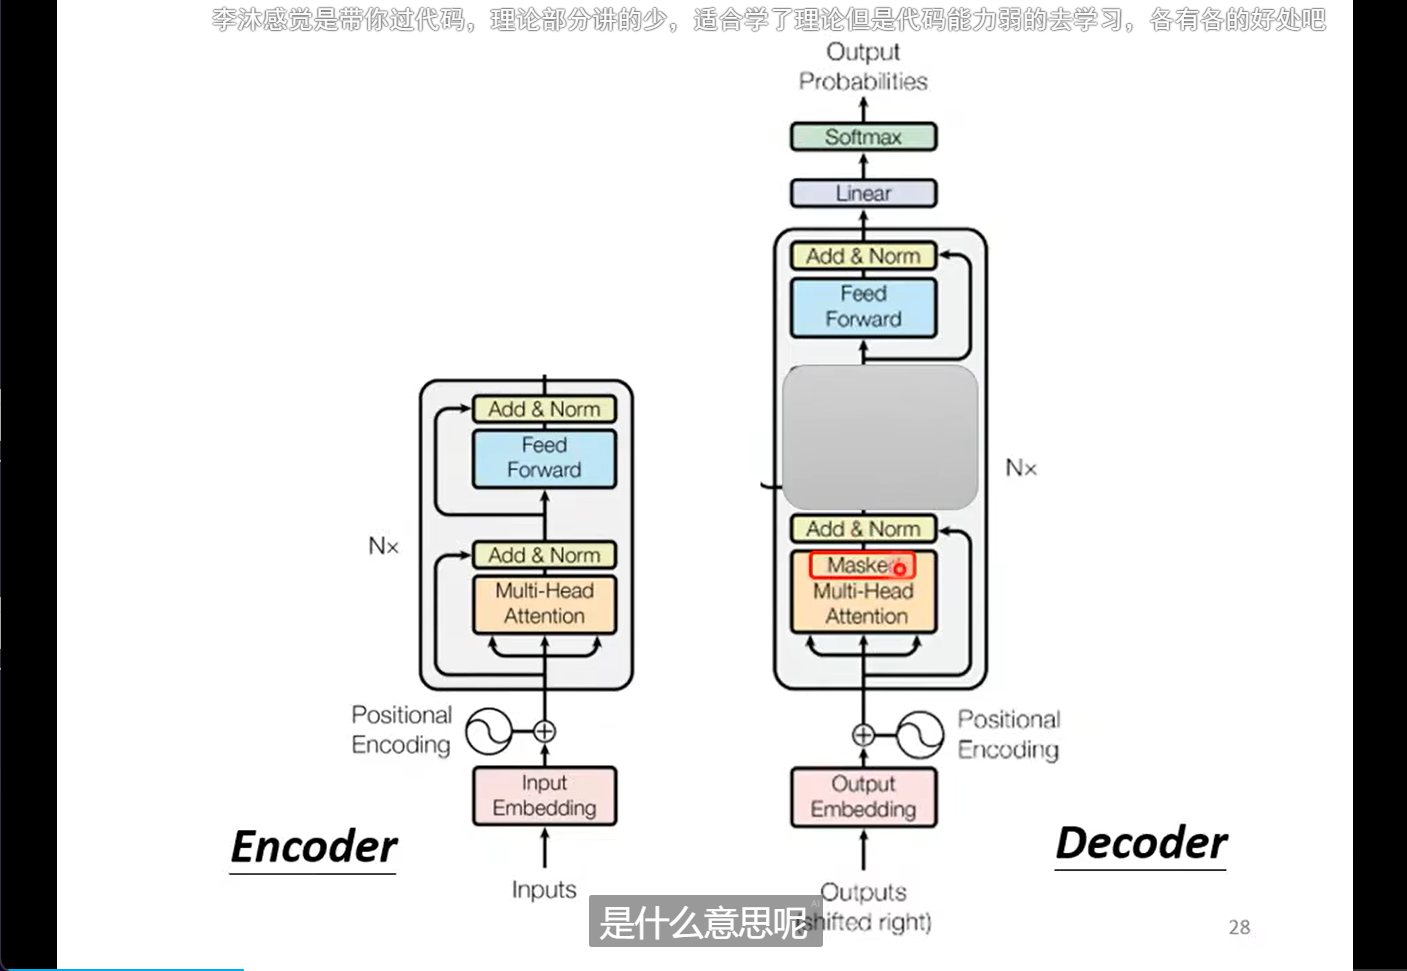 李沐感觉是带你过代码，理论部分讲的少，适合学了理论但是代码能力弱的去学习，各有各的好处吧
Output
Probabilities
Softmax
Linear
Add & Norm
Feed
Forward
Nx
Add & Norm
Masked
Multi-Head
Attention
Positional
Encoding
Output
Embedding
Outputs
(shifted right)
Decoder
Add & Norm
Feed
Forward
Nx
Add & Norm
Multi-Head
Attention
Positional
Encoding
Input
Embedding
Inputs
Encoder
是什么意思呢
AI
28